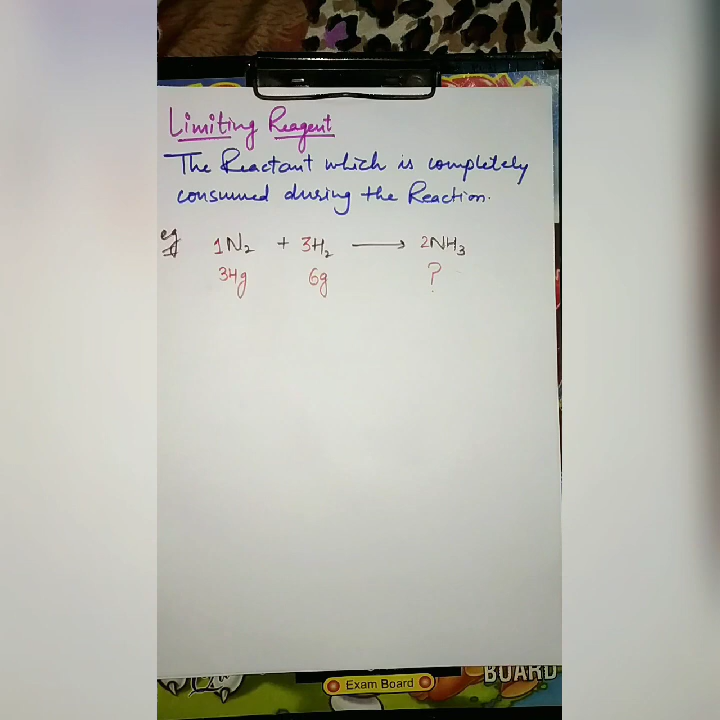 Limiting Reagent
The Reactant which is completely
consumed during the Reaction.
eg 1N₂ + 3H₂ → 2NH₃
34g 6g ?
BOARD
Exam Board